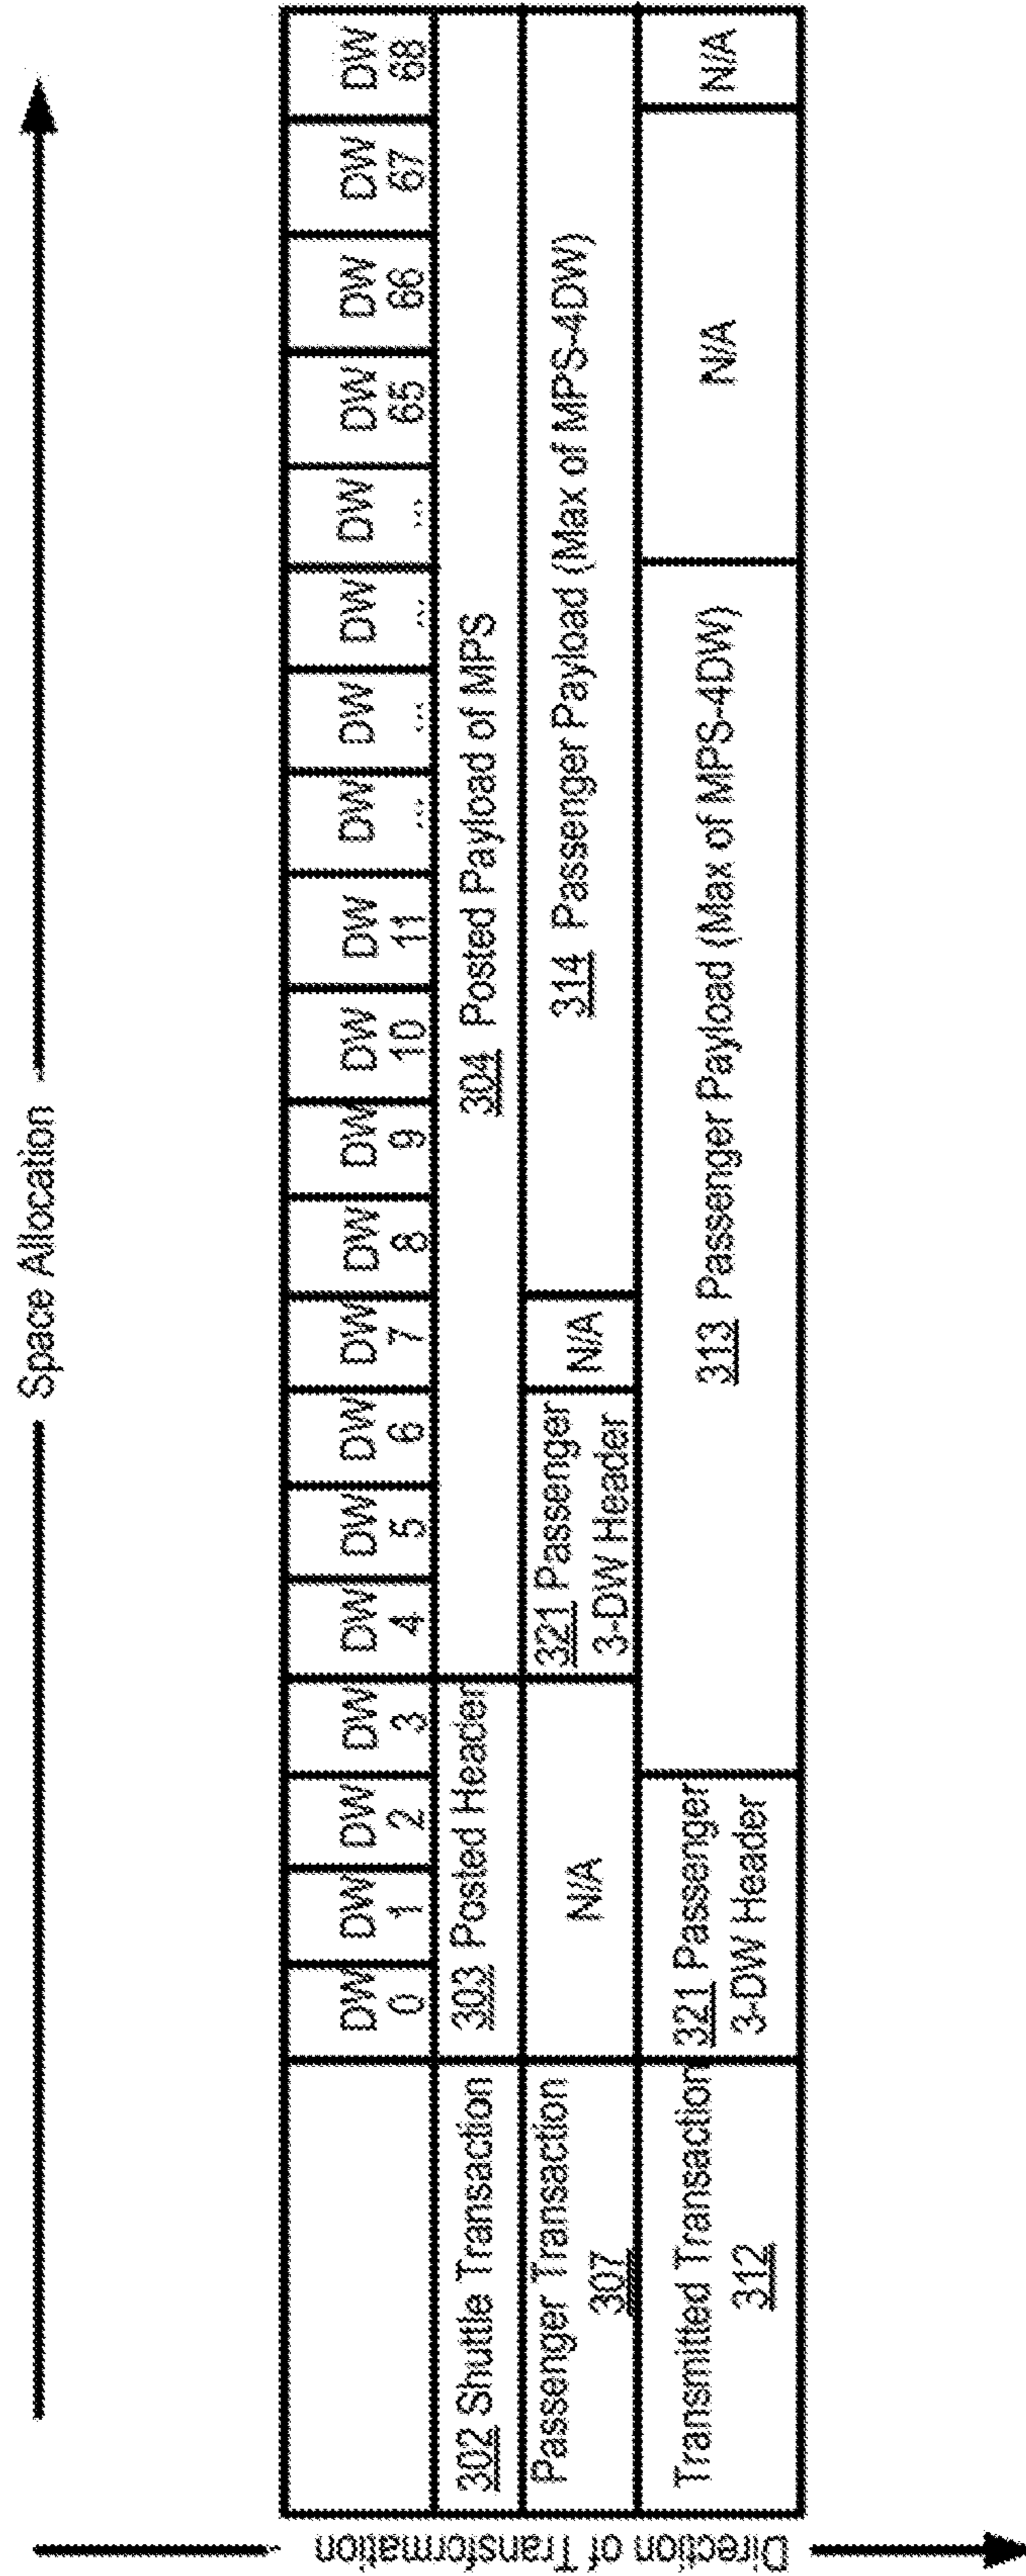 Space Allocation
Direction of Transformation
DW 0
DW 1
DW 2
DW 3
DW 4
DW 5
DW 6
DW 7
DW 8
DW 9
DW 10
DW 11
DW ...
DW ...
DW ...
DW ...
DW 65
DW 66
DW 67
DW 68
302 Shuttle Transaction
303 Posted Header
304 Posted Payload of MPS
Passenger Transaction
307
N/A
321 Passenger
3-DW Header
N/A
314 Passenger Payload (Max of MPS-4DW)
Transmitted Transaction
312
321 Passenger
3-DW Header
313 Passenger Payload (Max of MPS-4DW)
N/A
N/A